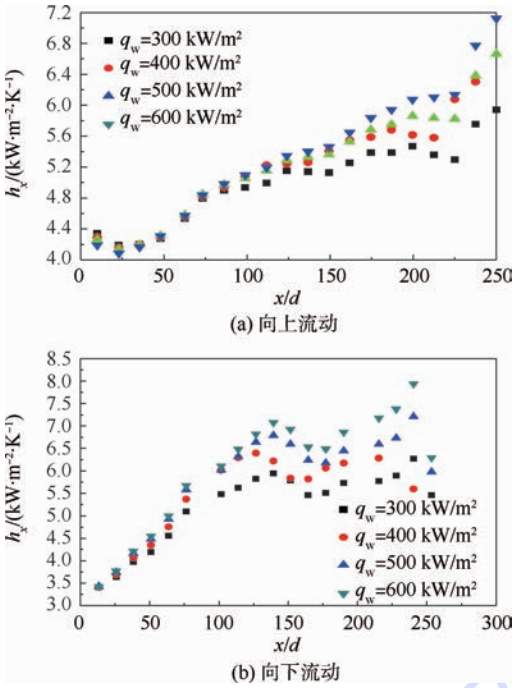 7.2
6.8
6.4
6.0
5.6
5.2
4.8
4.4
4.0
hₓ/(kW·m⁻²·K⁻¹)
q_w=300 kW/m²
q_w=400 kW/m²
q_w=500 kW/m²
q_w=600 kW/m²
0 50 100 150 200 250
x/d
(a) 向上流动
8.5
8.0
7.5
7.0
6.5
6.0
5.5
5.0
4.5
4.0
3.5
3.0
hₓ/(kW·m⁻²·K⁻¹)
q_w=300 kW/m²
q_w=400 kW/m²
q_w=500 kW/m²
q_w=600 kW/m²
0 50 100 150 200 250 300
x/d
(b) 向下流动